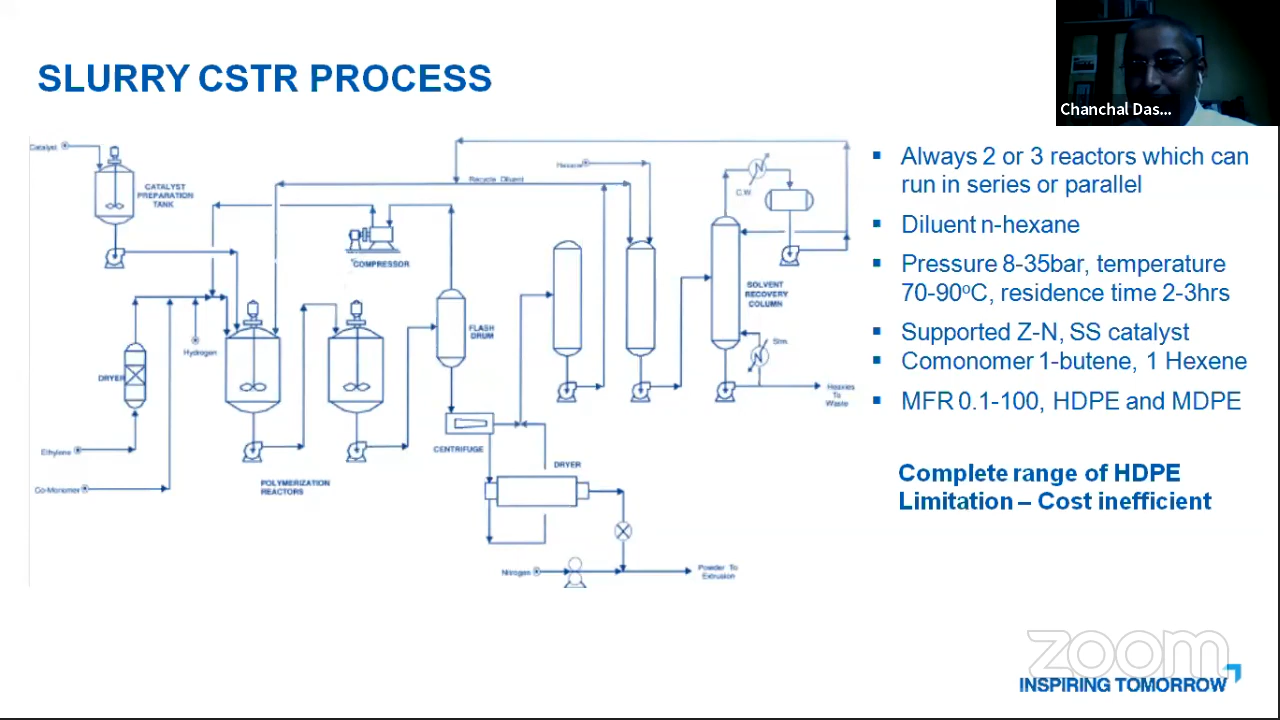 SLURRY CSTR PROCESS
Chanchal Das...
Catalyst
CATALYST
PREPARATION
TANK
Hexane
Recycle Diluent
C.W.
COMPRESSOR
SOLVENT
RECOVERY
COLUMN
FLASH
DRUM
Stm.
Hydrogen
DRYER
Heavies
To
Waste
Ethylene
CENTRIFUGE
DRYER
Co-Monomer
POLYMERIZATION
REACTORS
Nitrogen
Powder To
Extrusion
▪ Always 2 or 3 reactors which can
run in series or parallel
▪ Diluent n-hexane
▪ Pressure 8-35bar, temperature
70-90ºC, residence time 2-3hrs
▪ Supported Z-N, SS catalyst
▪ Comonomer 1-butene, 1 Hexene
▪ MFR 0.1-100, HDPE and MDPE
Complete range of HDPE
Limitation – Cost inefficient
zoom
INSPIRING TOMORROW